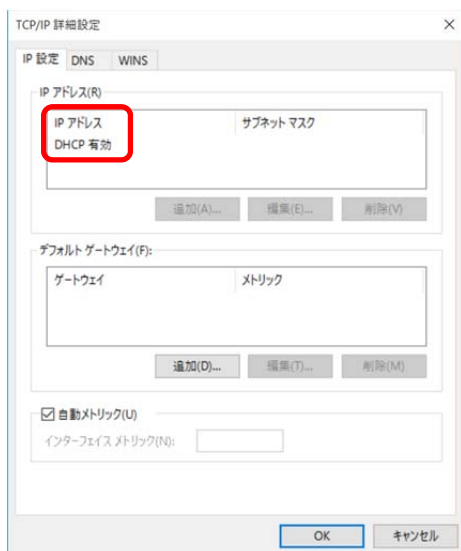 TCP/IP 詳細設定
IP 設定 DNS WINS
IP アドレス(R)
IP アドレス サブネット マスク
DHCP 有効
追加(A)... 編集(E)... 削除(V)
デフォルト ゲートウェイ(F):
ゲートウェイ メトリック
追加(D)... 編集(T)... 削除(M)
自動メトリック(U)
インターフェイス メトリック(N):
OK キャンセル